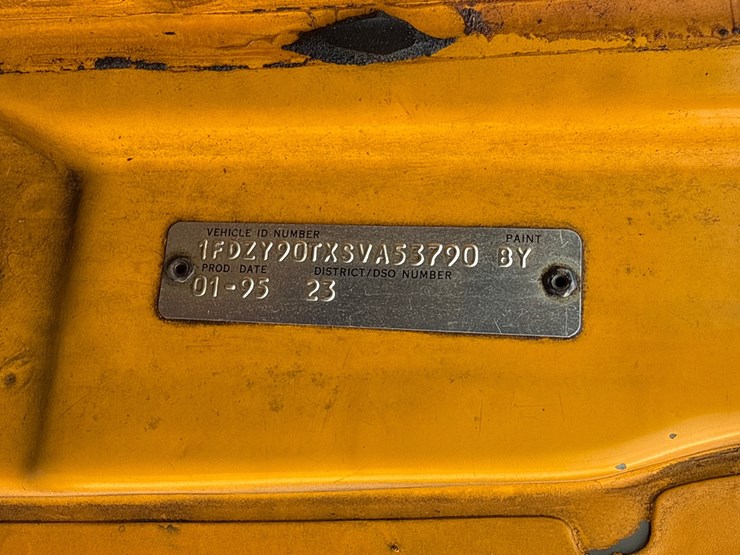 VEHICLE ID NUMBER PAINT
1FDZY90TXSVA53790 BY
PROD. DATE DISTRICT/DSO NUMBER
01-95 23